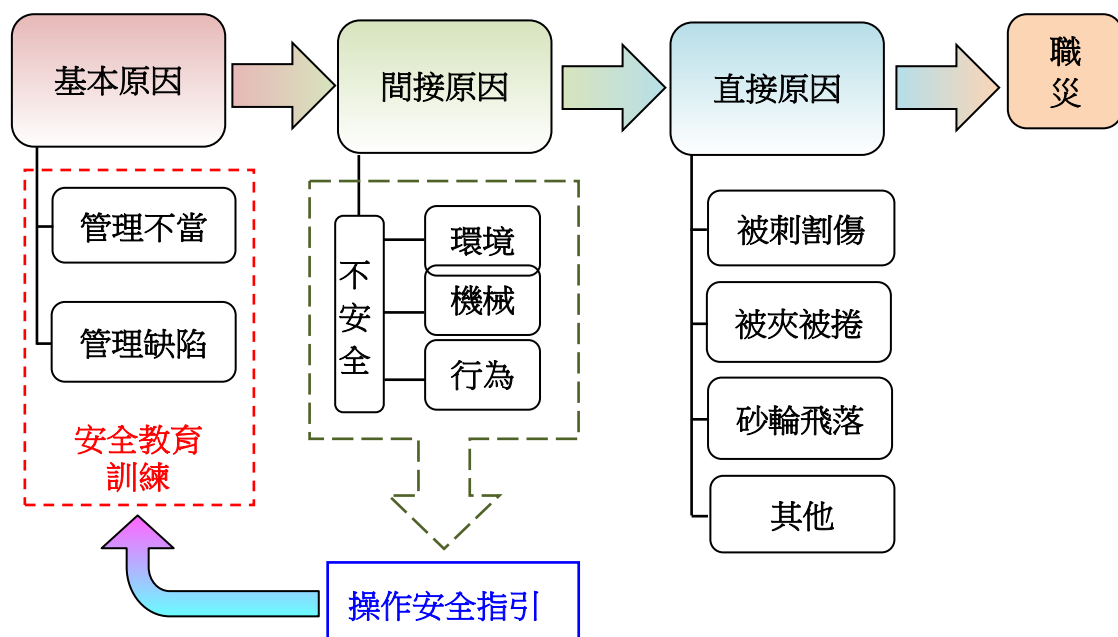 基本原因
間接原因
直接原因
職
災
管理不當
管理缺陷
安全教育
訓練
不
安
全
環境
機械
行為
被刺割傷
被夾被捲
砂輪飛落
其他
操作安全指引